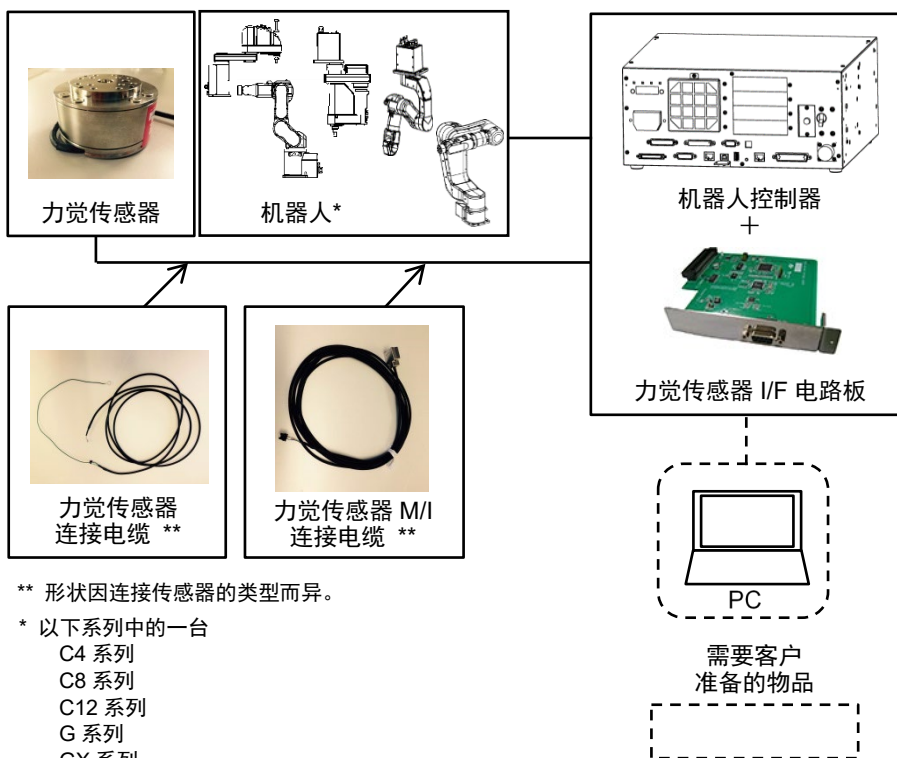 力觉传感器
机器人*
机器人控制器
+
力觉传感器 I/F 电路板
力觉传感器
连接电缆 **
力觉传感器 M/I
连接电缆 **
PC
** 形状因连接传感器的类型而异。
* 以下系列中的一台
C4 系列
C8 系列
C12 系列
G 系列
需要客户
准备的物品